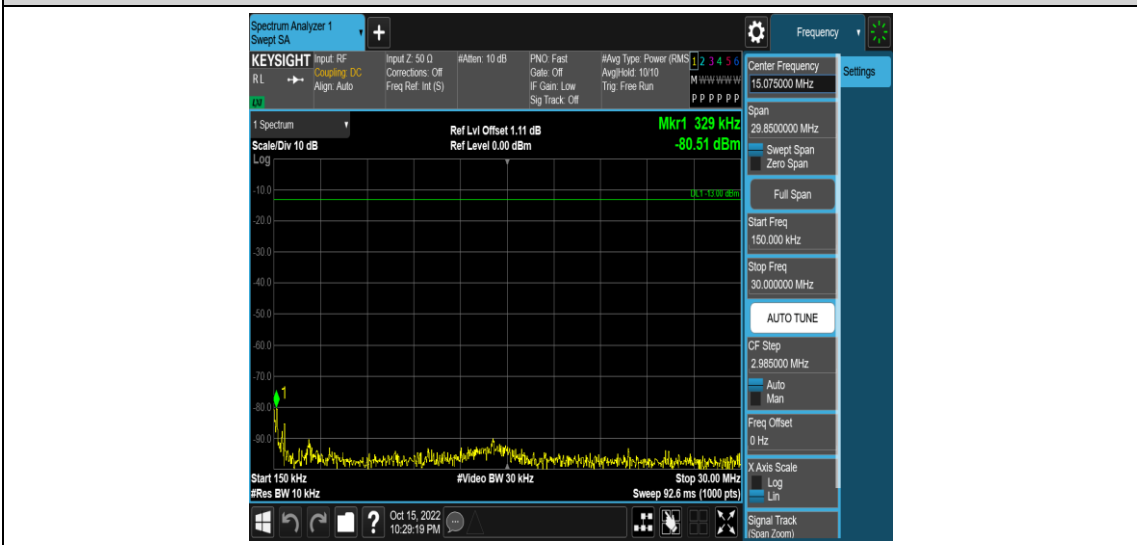 Spectrum Analyzer 1
Swept SA
+
Frequency
KEYSIGHT
RL
LXI
Input: RF
Coupling: DC
Align: Auto
Input Z: 50 Ω
Corrections: Off
Freq Ref: Int (S)
#Atten: 10 dB
PNO: Fast
Gate: Off
IF Gain: Low
Sig Track: Off
#Avg Type: Power (RMS
Avg|Hold: 10/10
Trig: Free Run
1 2 3 4 5 6
M W W W W W
P P P P P P
1 Spectrum
Scale/Div 10 dB
Ref Lvl Offset 1.11 dB
Ref Level 0.00 dBm
Mkr1 329 kHz
-80.51 dBm
Log
DL1 -13.00 dBm
-10.0
-20.0
-30.0
-40.0
-50.0
-60.0
-70.0
-80.0
-90.0
1
Start 150 kHz
#Video BW 30 kHz
Stop 30.00 MHz
#Res BW 10 kHz
Sweep 92.6 ms (1000 pts)
?
Oct 15, 2022
10:29:19 PM
Center Frequency
15.075000 MHz
Settings
Span
29.8500000 MHz
Swept Span
Zero Span
Full Span
Start Freq
150.000 kHz
Stop Freq
30.000000 MHz
AUTO TUNE
CF Step
2.985000 MHz
Auto
Man
Freq Offset
0 Hz
X Axis Scale
Log
Lin
Signal Track
(Span Zoom)